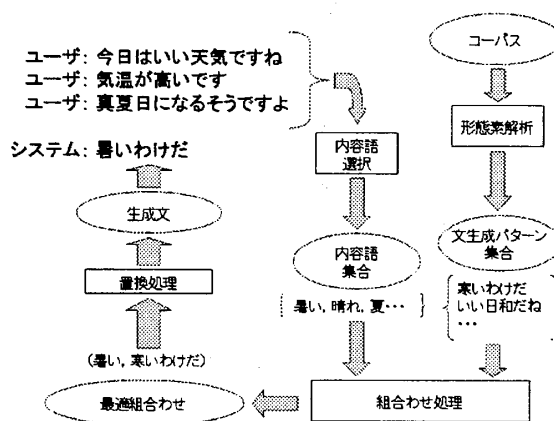 ユーザ: 今日はいい天気ですね
ユーザ: 気温が高いです
ユーザ: 真夏日になるそうですよ
システム: 暑いわけだ
コーパス
形態素解析
内容語
選択
生成文
置換処理
内容語
集合
文生成パターン
集合
{ 暑い, 晴れ, 夏… }
寒いわけだ
いい日和だね
…
(暑い, 寒いわけだ)
最適組合わせ
組合わせ処理